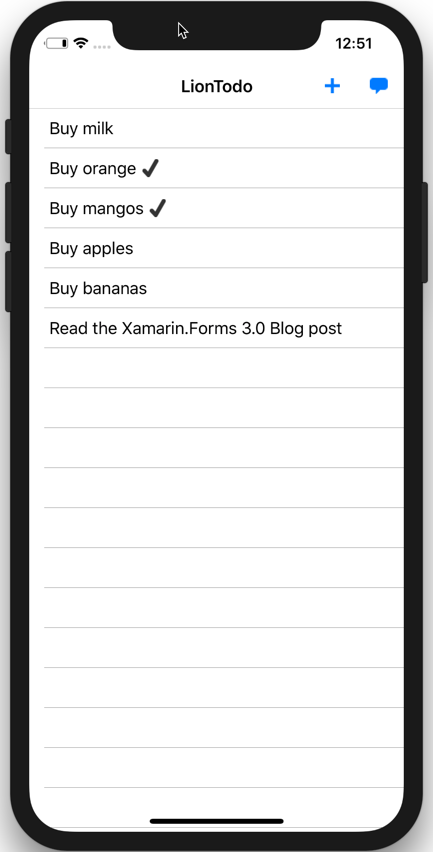 12:51
LionTodo
Buy milk
Buy orange ✔
Buy mangos ✔
Buy apples
Buy bananas
Read the Xamarin.Forms 3.0 Blog post